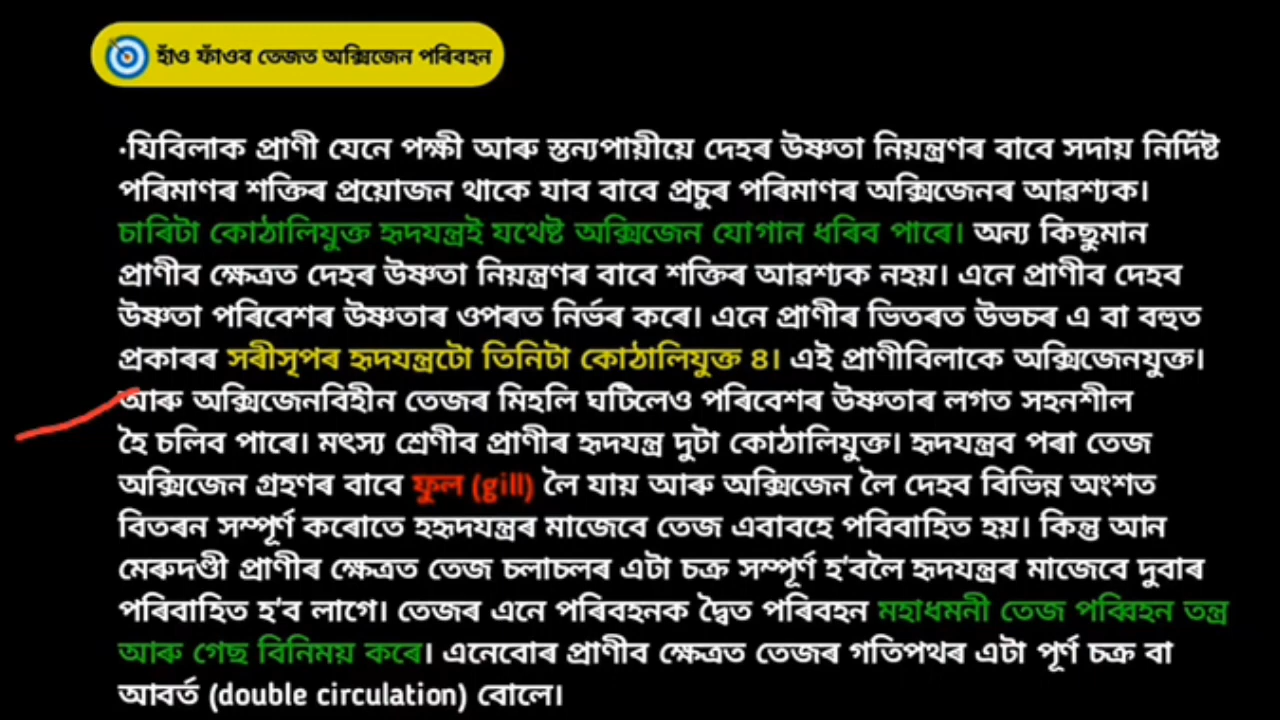 হাঁও ফাঁওৰ তেজত অক্সিজেন পৰিবহন
·যিবিলাক প্ৰাণী যেনে পক্ষী আৰু স্তন্যপায়ীয়ে দেহৰ উষ্ণতা নিয়ন্ত্ৰণৰ বাবে সদায় নিৰ্দিষ্ট
পৰিমাণৰ শক্তিৰ প্ৰয়োজন থাকে যাব বাবে প্ৰচুৰ পৰিমাণৰ অক্সিজেনৰ আৱশ্যক।
চাৰিটা কোঠালিযুক্ত হৃদযন্ত্ৰই যথেষ্ট অক্সিজেন যোগান ধৰিব পাৰে। অন্য কিছুমান
প্ৰাণীব ক্ষেত্ৰত দেহৰ উষ্ণতা নিয়ন্ত্ৰণৰ বাবে শক্তিৰ আৱশ্যক নহয়। এনে প্ৰাণীব দেহব
উষ্ণতা পৰিবেশৰ উষ্ণতাৰ ওপৰত নিৰ্ভৰ কৰে। এনে প্ৰাণীৰ ভিতৰত উভচৰ এ বা বহুত
প্ৰকাৰৰ সৰীসৃপৰ হৃদযন্ত্ৰটো তিনিটা কোঠালিযুক্ত ৪। এই প্ৰাণীবিলাকে অক্সিজেনযুক্ত।
আৰু অক্সিজেনবিহীন তেজৰ মিহলি ঘটিলেও পৰিবেশৰ উষ্ণতাৰ লগত সহনশীল
হৈ চলিব পাৰে। মৎস্য শ্ৰেণীব প্ৰাণীৰ হৃদযন্ত্ৰ দুটা কোঠালিযুক্ত। হৃদযন্ত্ৰব পৰা তেজ
অক্সিজেন গ্ৰহণৰ বাবে ফুল (gill) লৈ যায় আৰু অক্সিজেন লৈ দেহব বিভিন্ন অংশত
বিতৰন সম্পূৰ্ণ কৰোতে হহৃদযন্ত্ৰৰ মাজেবে তেজ এবাবহে পবিবাহিত হয়। কিন্তু আন
মেৰুদণ্ডী প্ৰাণীৰ ক্ষেত্ৰত তেজ চলাচলৰ এটা চক্ৰ সম্পূৰ্ণ হ'বলৈ হৃদযন্ত্ৰৰ মাজেবে দুবাৰ
পৰিবাহিত হ'ব লাগে। তেজৰ এনে পৰিবহনক দ্বৈত পৰিবহন মহাধমনী তেজ পব্বিহন তন্ত্ৰ
আৰু গেছ বিনিময় কৰে। এনেবোৰ প্ৰাণীব ক্ষেত্ৰত তেজৰ গতিপথৰ এটা পূৰ্ণ চক্ৰ বা
আবৰ্ত (double circulation) বোলে।